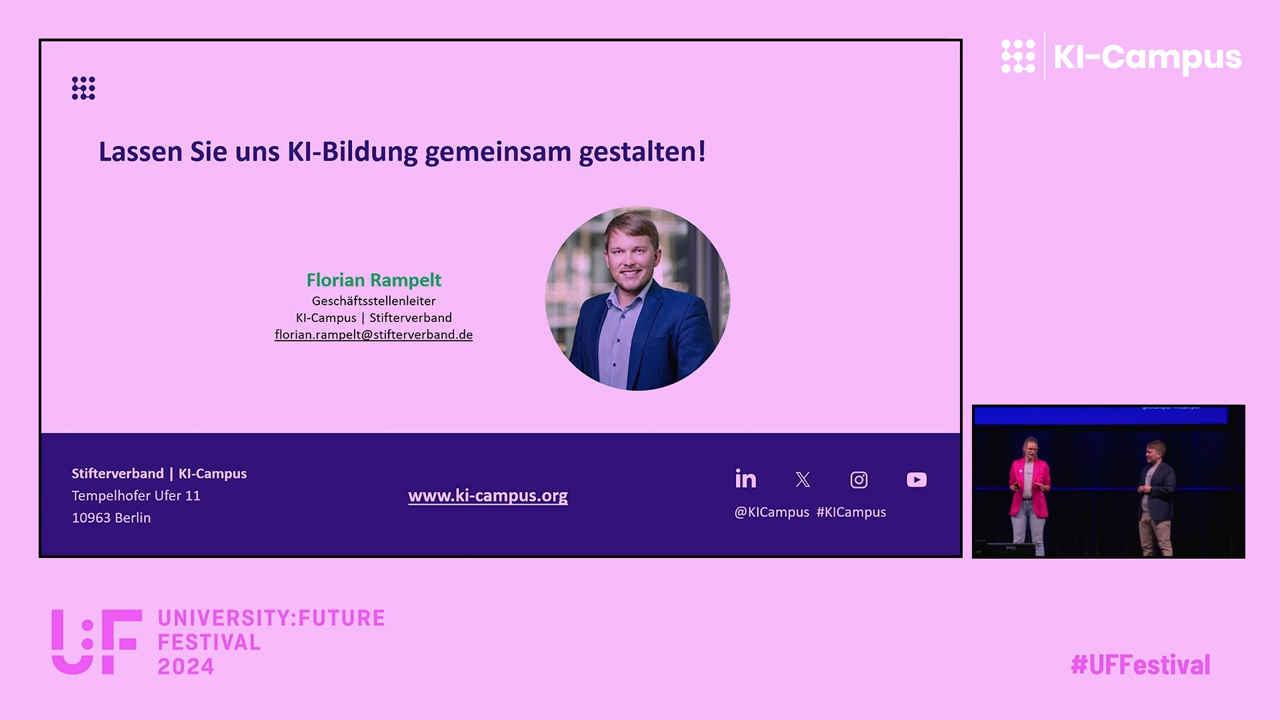 KI-Campus
Lassen Sie uns KI-Bildung gemeinsam gestalten!
Florian Rampelt
Geschäftsstellenleiter
KI-Campus | Stifterverband
florian.rampelt@stifterverband.de
Stifterverband | KI-Campus
Tempelhofer Ufer 11
10963 Berlin
www.ki-campus.org
@KICampus #KICampus
U:F
UNIVERSITY:FUTURE
FESTIVAL
2024
#UFFestival